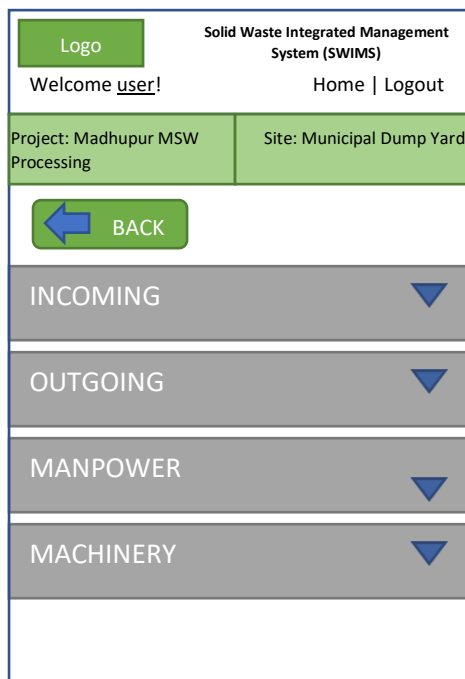 Logo
Solid Waste Integrated Management
System (SWIMS)
Welcome user!
Home | Logout
Project: Madhupur MSW
Processing
Site: Municipal Dump Yard
BACK
INCOMING
OUTGOING
MANPOWER
MACHINERY